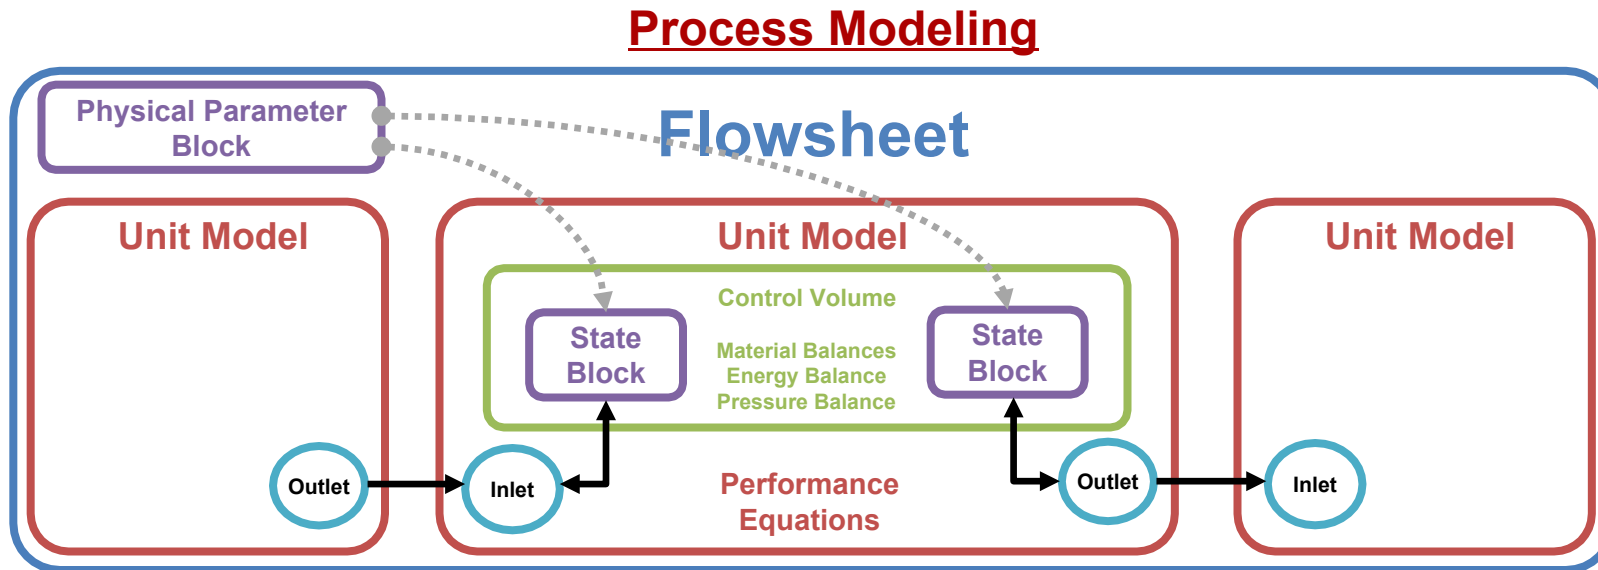 Process Modeling
Physical Parameter
Block
Flowsheet
Unit Model
Unit Model
Unit Model
Control Volume
State
Block
Material Balances
Energy Balance
Pressure Balance
State
Block
Outlet
Inlet
Performance
Equations
Outlet
Inlet